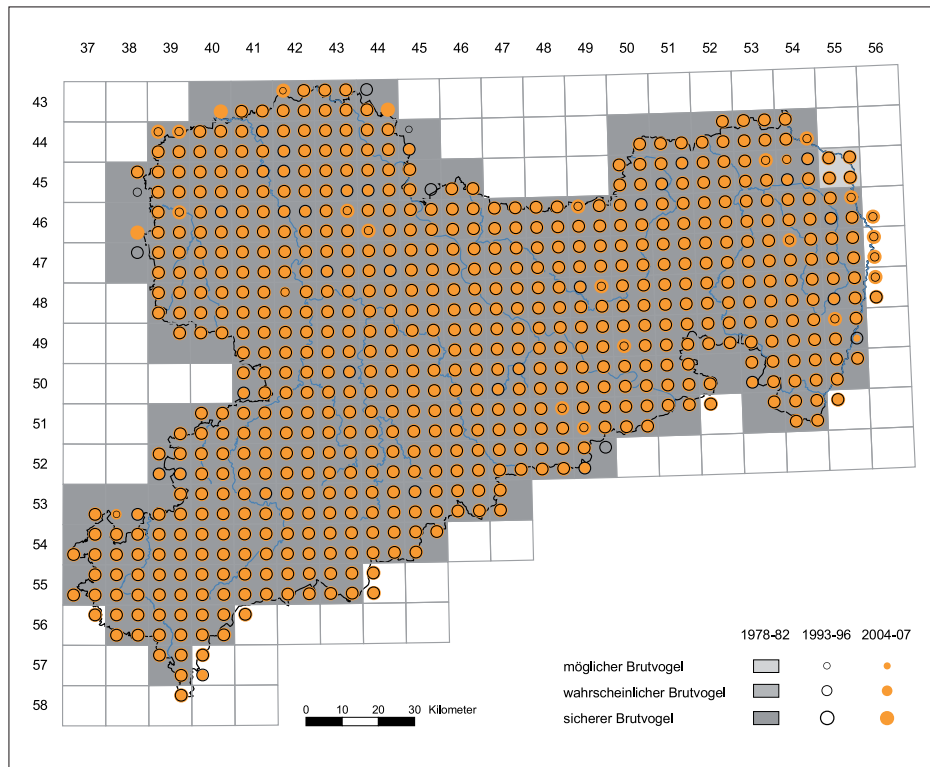 37 38 39 40 41 42 43 44 45 46 47 48 49 50 51 52 53 54 55 56
43
44
45
46
47
48
49
50
51
52
53
54
55
56
57
58
1978-82 1993-96 2004-07
möglicher Brutvogel
wahrscheinlicher Brutvogel
sicherer Brutvogel
0 10 20 30 Kilometer